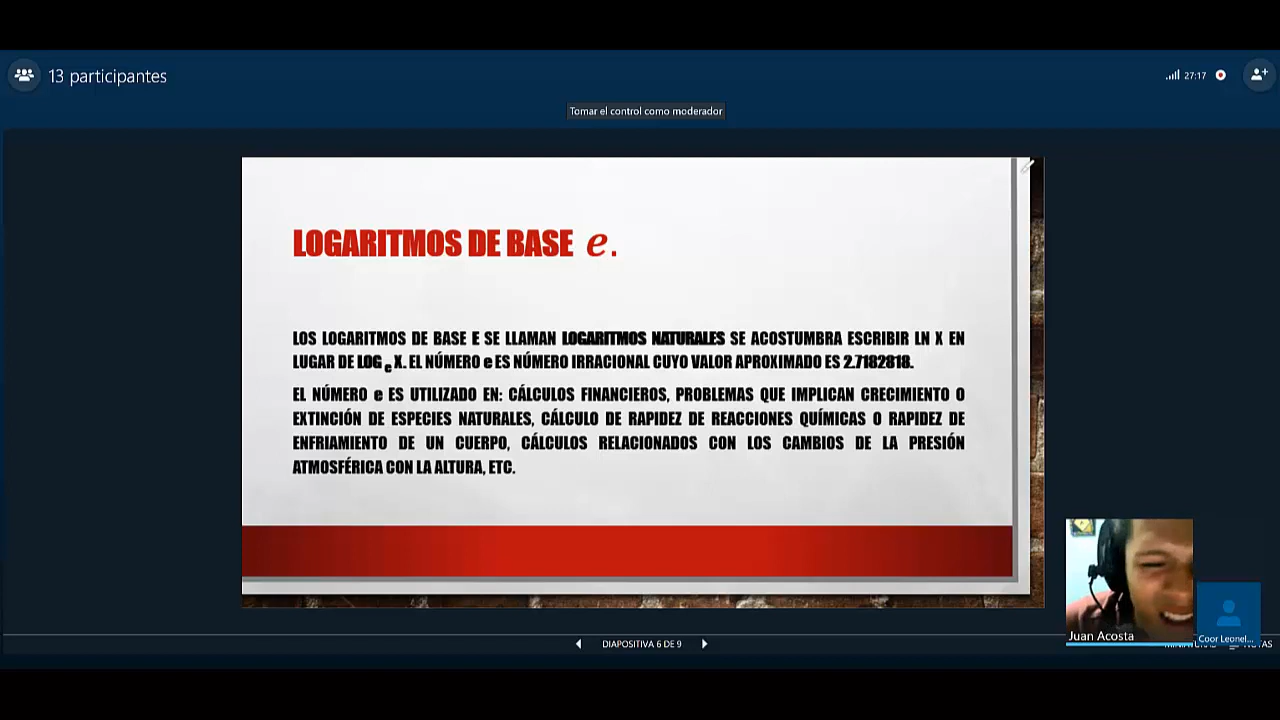 13 participantes
27:17
Tomar el control como moderador
LOGARITMOS DE BASE e.
LOS LOGARITMOS DE BASE E SE LLAMAN LOGARITMOS NATURALES SE ACOSTUMBRA ESCRIBIR LN X EN
LUGAR DE LOG e X. EL NÚMERO e ES NÚMERO IRRACIONAL CUYO VALOR APROXIMADO ES 2.7182818.
EL NÚMERO e ES UTILIZADO EN: CÁLCULOS FINANCIEROS, PROBLEMAS QUE IMPLICAN CRECIMIENTO O
EXTINCIÓN DE ESPECIES NATURALES, CÁLCULO DE RAPIDEZ DE REACCIONES QUÍMICAS O RAPIDEZ DE
ENFRIAMIENTO DE UN CUERPO, CÁLCULOS RELACIONADOS CON LOS CAMBIOS DE LA PRESIÓN
ATMOSFÉRICA CON LA ALTURA, ETC.
Juan Acosta
Coor Leonel...
DIAPOSITIVA 6 DE 9